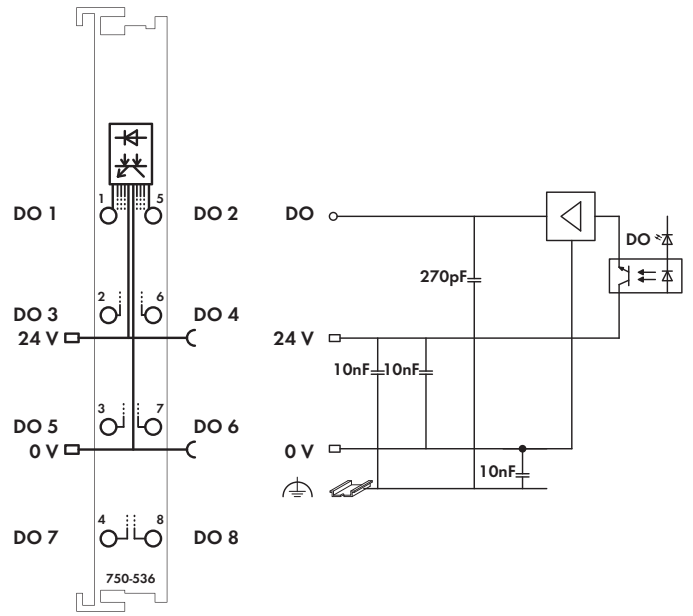 1 5
DO 1 DO 2 DO
DO
270pF
2 6
DO 3 DO 4
24 V 24 V
10nF 10nF
3 7
DO 5 DO 6
0 V 0 V
10nF
4 8
DO 7 DO 8
750-536